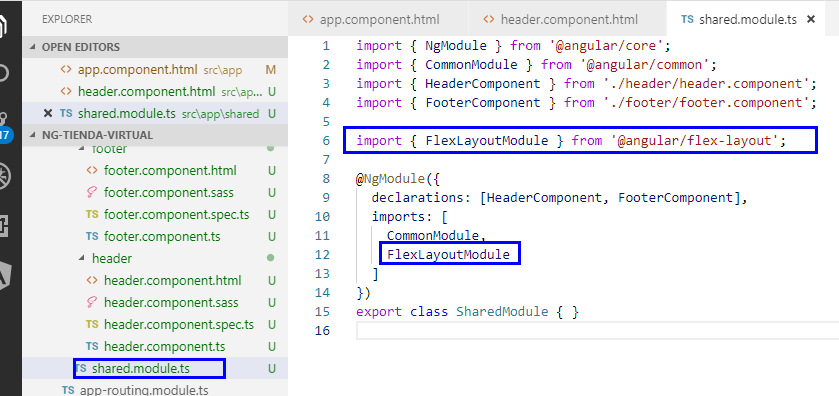 EXPLORER
OPEN EDITORS
app.component.html src\app M
header.component.html src\ap... U
TS shared.module.ts src\app\shared U
17
NG-TIENDA-VIRTUAL
footer
footer.component.html U
footer.component.sass U
TS footer.component.spec.ts U
TS footer.component.ts U
header
header.component.html U
header.component.sass U
TS header.component.spec.ts U
TS header.component.ts U
TS shared.module.ts U
TS app-routing.module.ts
<> app.component.html
<> header.component.html
TS shared.module.ts ×
1 import { NgModule } from '@angular/core';
2 import { CommonModule } from '@angular/common';
3 import { HeaderComponent } from './header/header.component';
4 import { FooterComponent } from './footer/footer.component';
5
6 import { FlexLayoutModule } from '@angular/flex-layout';
7
8 @NgModule({
9 declarations: [HeaderComponent, FooterComponent],
10 imports: [
11 CommonModule,
12 FlexLayoutModule
13 ]
14 })
15 export class SharedModule { }
16